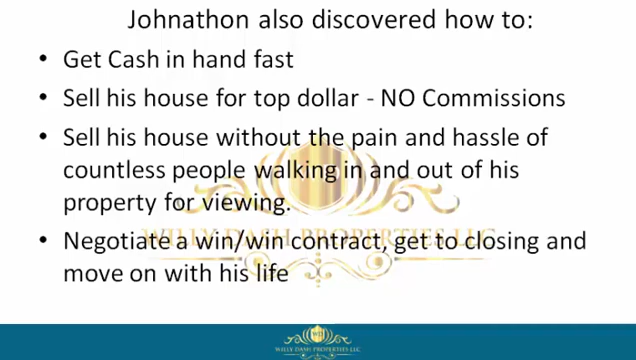 Johnathon also discovered how to:
• Get Cash in hand fast
• Sell his house for top dollar - NO Commissions
• Sell his house without the pain and hassle of
countless people walking in and out of his
property for viewing.
• Negotiate a win/win contract, get to closing and
move on with his life
WILLY DASH PROPERTIES LLC
WILLY DASH PROPERTIES LLC